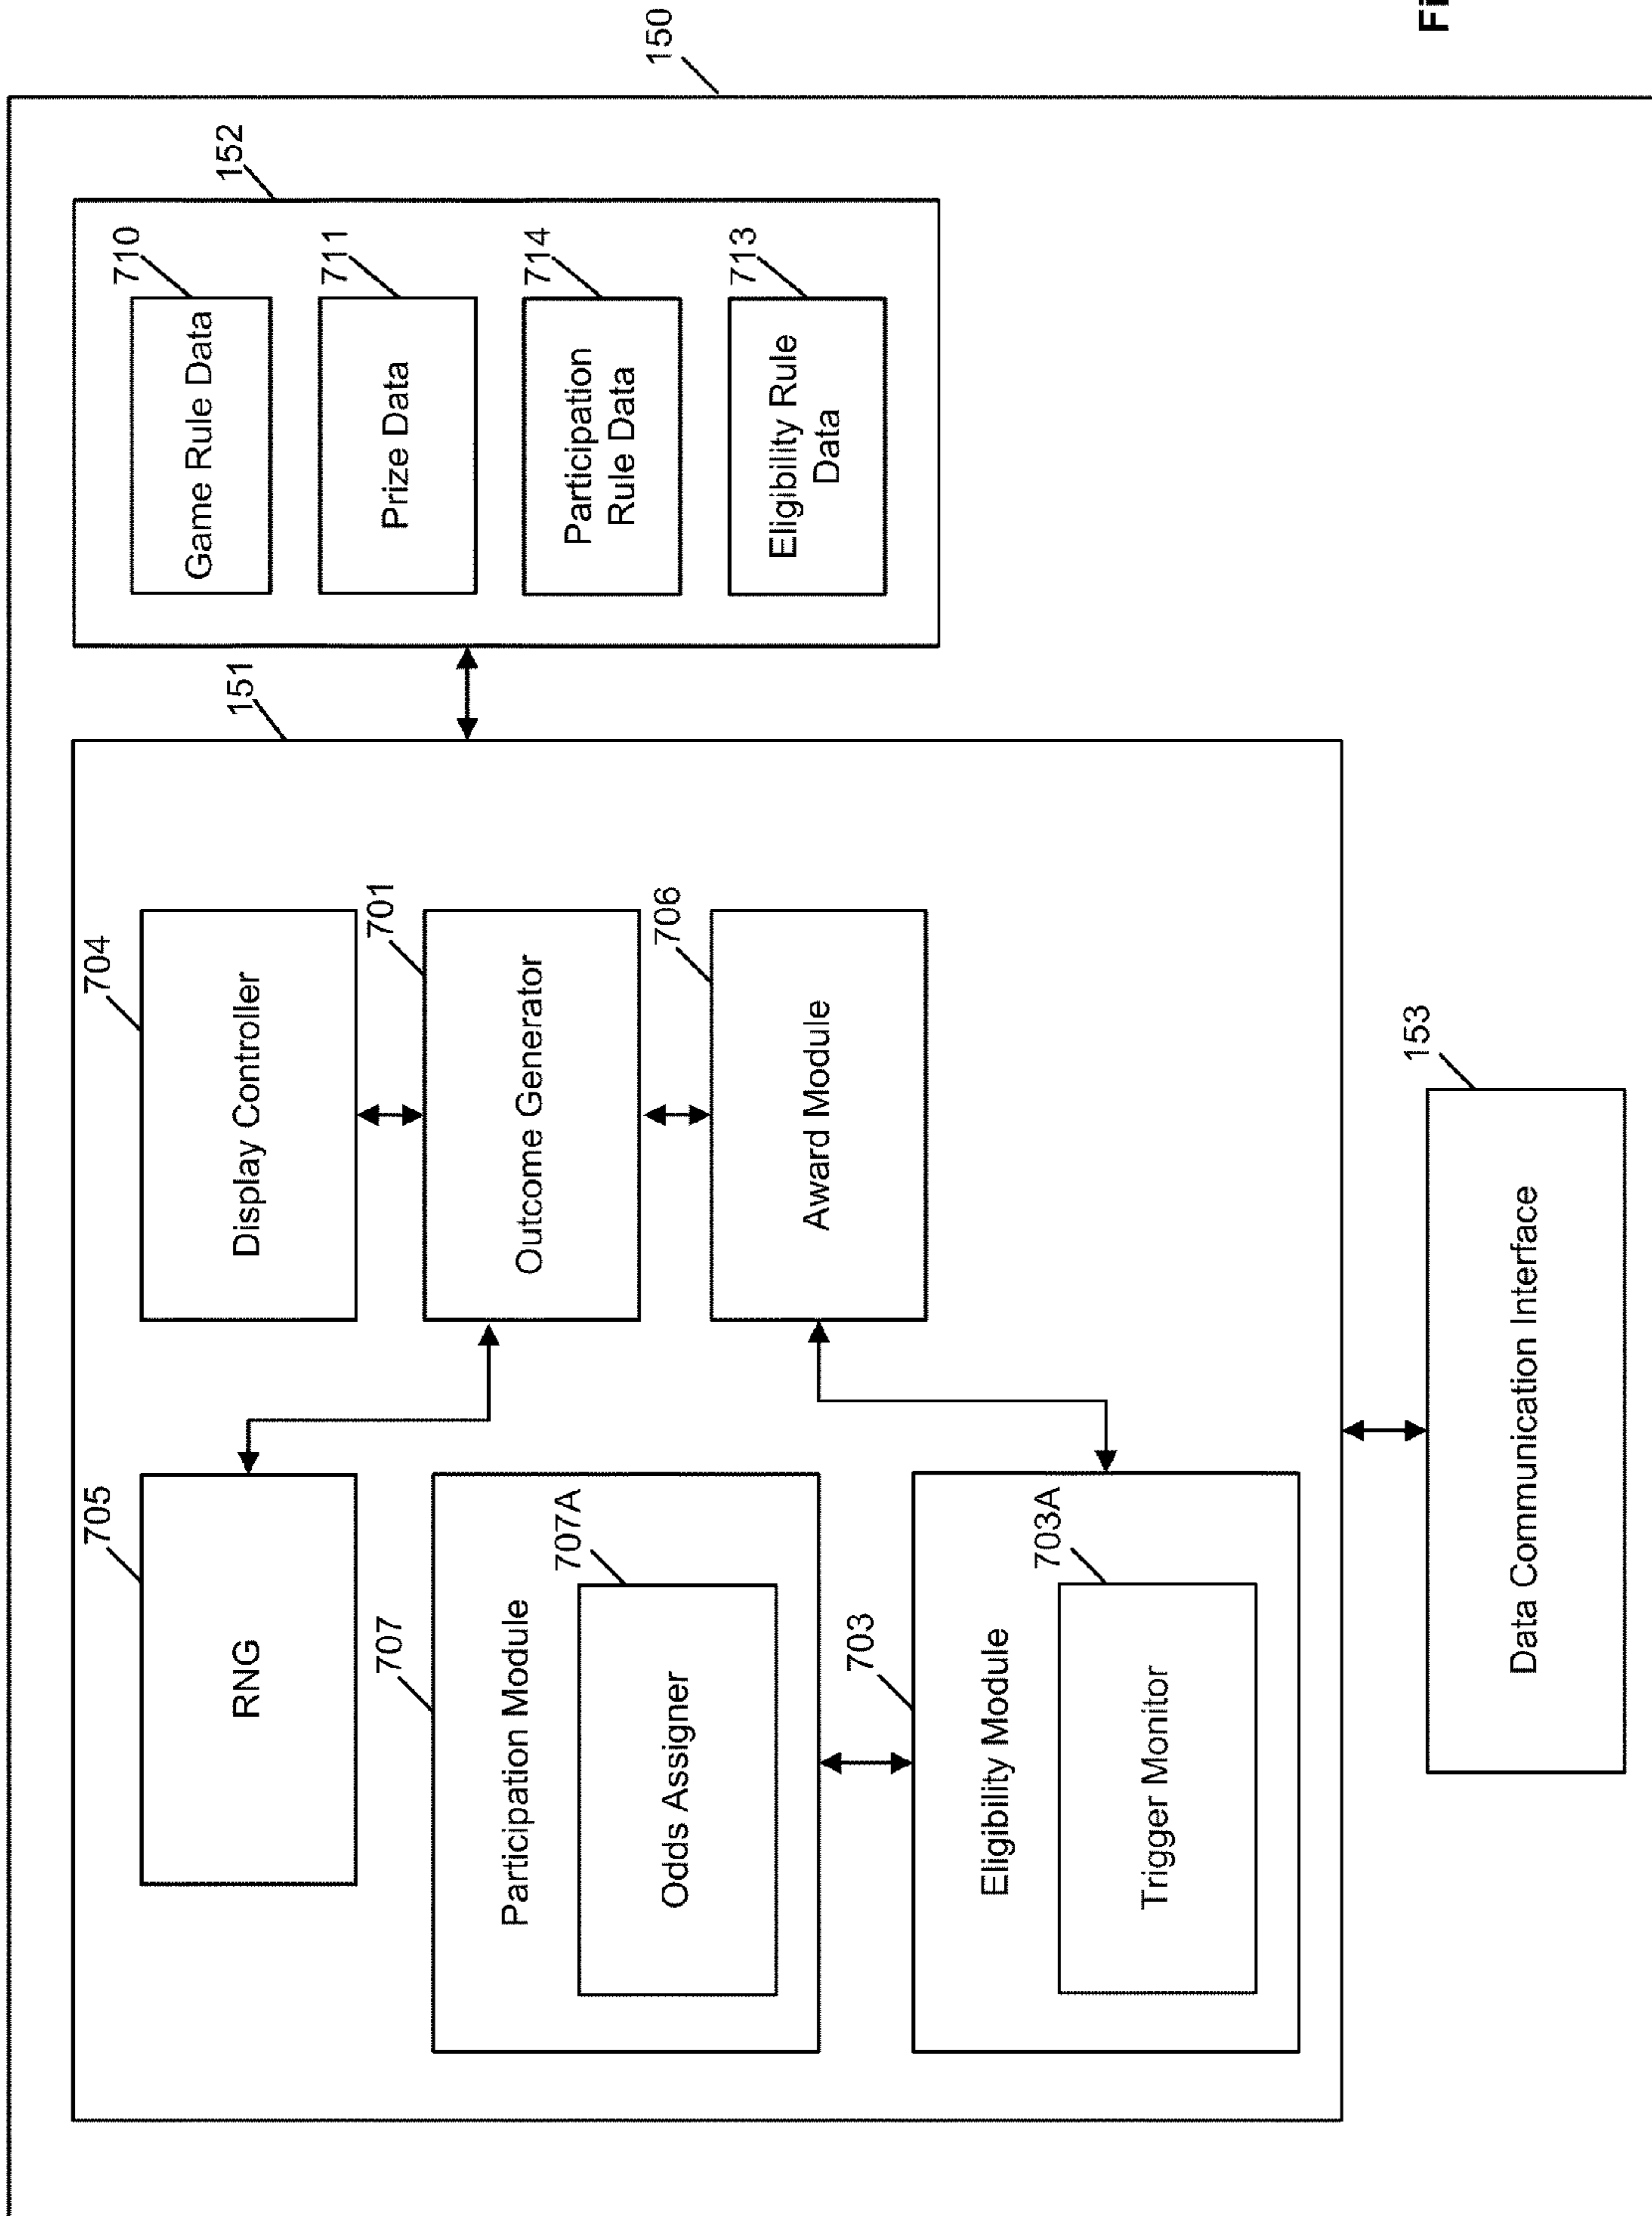 150
151
705
RNG
704
Display Controller
707
Participation Module
707A
Odds Assigner
701
Outcome Generator
703
Eligibility Module
703A
Trigger Monitor
706
Award Module
152
710
Game Rule Data
711
Prize Data
714
Participation
Rule Data
713
Eligibility Rule
Data
153
Data Communication Interface
Fi